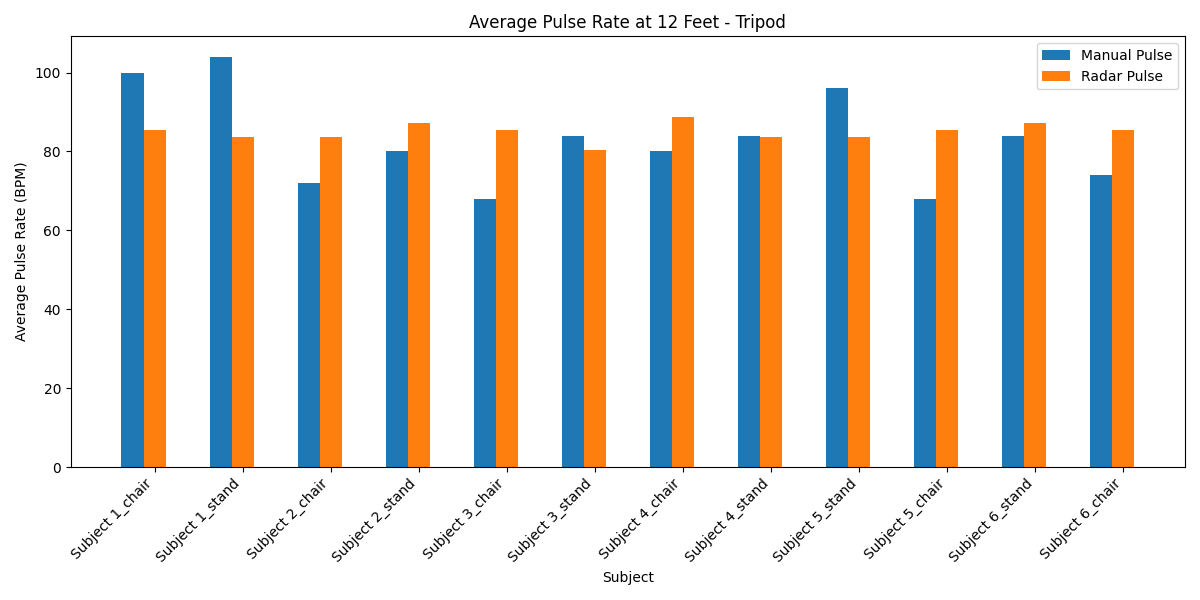 Average Pulse Rate at 12 Feet - Tripod
Manual Pulse
Radar Pulse
Average Pulse Rate (BPM)
100
80
60
40
20
0
Subject 1_chair
Subject 1_stand
Subject 2_chair
Subject 2_stand
Subject 3_chair
Subject 3_stand
Subject 4_chair
Subject 4_stand
Subject 5_stand
Subject 5_chair
Subject 6_stand
Subject 6_chair
Subject